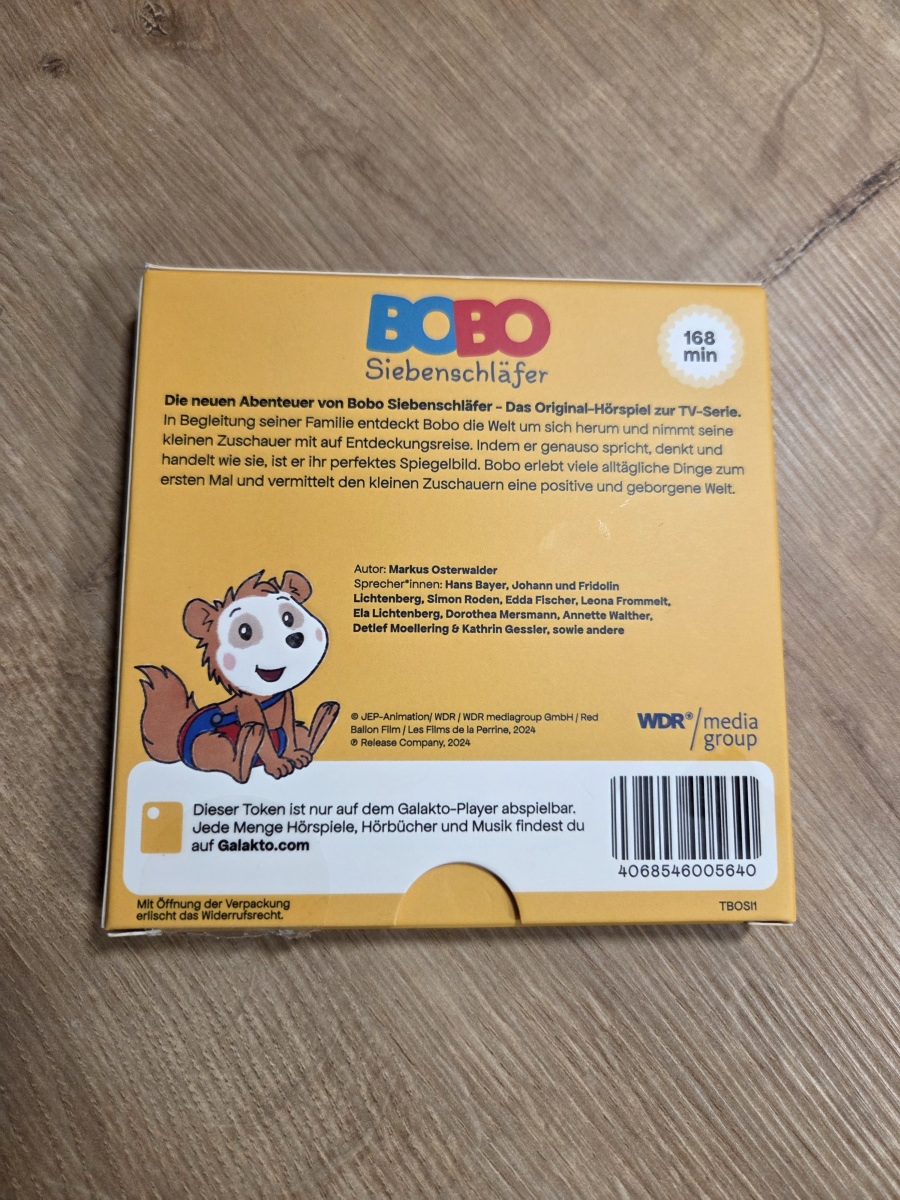 BOBO
Siebenschläfer
168
min
Die neuen Abenteuer von Bobo Siebenschläfer - Das Original-Hörspiel zur TV-Serie.
In Begleitung seiner Familie entdeckt Bobo die Welt um sich herum und nimmt seine
kleinen Zuschauer mit auf Entdeckungsreise. Indem er genauso spricht, denkt und
handelt wie sie, ist er ihr perfektes Spiegelbild. Bobo erlebt viele alltägliche Dinge zum
ersten Mal und vermittelt den kleinen Zuschauern eine positive und geborgene Welt.
Autor: Markus Osterwalder
Sprecher*innen: Hans Bayer, Johann und Fridolin
Lichtenberg, Simon Roden, Edda Fischer, Leona Frommelt,
Ela Lichtenberg, Dorothea Mersmann, Annette Walther,
Detlef Moellering & Kathrin Gessler, sowie andere
© JEP-Animation/ WDR / WDR mediagroup GmbH / Red
Ballon Film / Les Films de la Perrine, 2024
℗ Release Company, 2024
WDR® / media
group
Dieser Token ist nur auf dem Galakto-Player abspielbar.
Jede Menge Hörspiele, Hörbücher und Musik findest du
auf Galakto.com
4068546005640
Mit Öffnung der Verpackung
erlischt das Widerrufsrecht.
TBOSI1